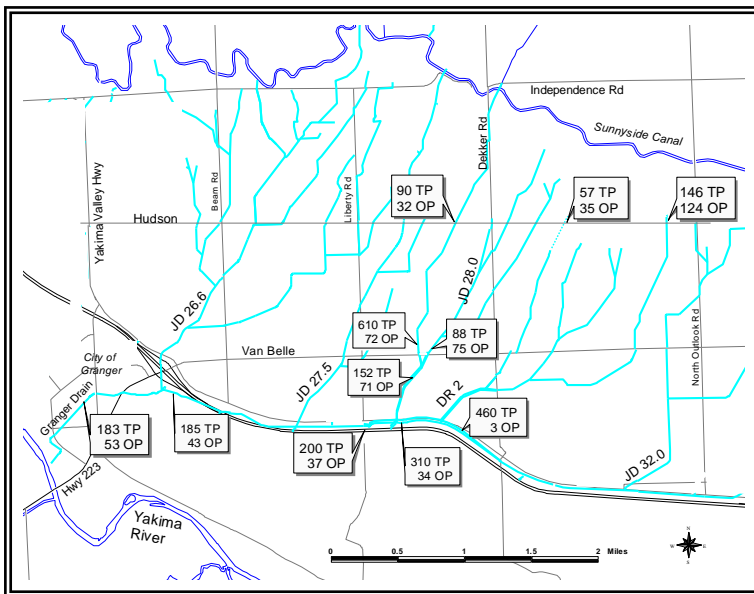 Independence Rd
Sunnyside Canal
Dekker Rd
Yakima Valley Hwy
Beam Rd
Liberty Rd
90 TP
32 OP
57 TP
35 OP
146 TP
124 OP
Hudson
JD 28.0
JD 26.6
610 TP
72 OP
88 TP
75 OP
North Outlook Rd
Van Belle
City of
Granger
152 TP
71 OP
JD 27.5
DR 2
Granger Drain
183 TP
53 OP
185 TP
43 OP
200 TP
37 OP
460 TP
3 OP
310 TP
34 OP
JD 32.0
Hwy 223
Yakima
River
0 0.5 1 1.5 2 Miles
N
W E
S